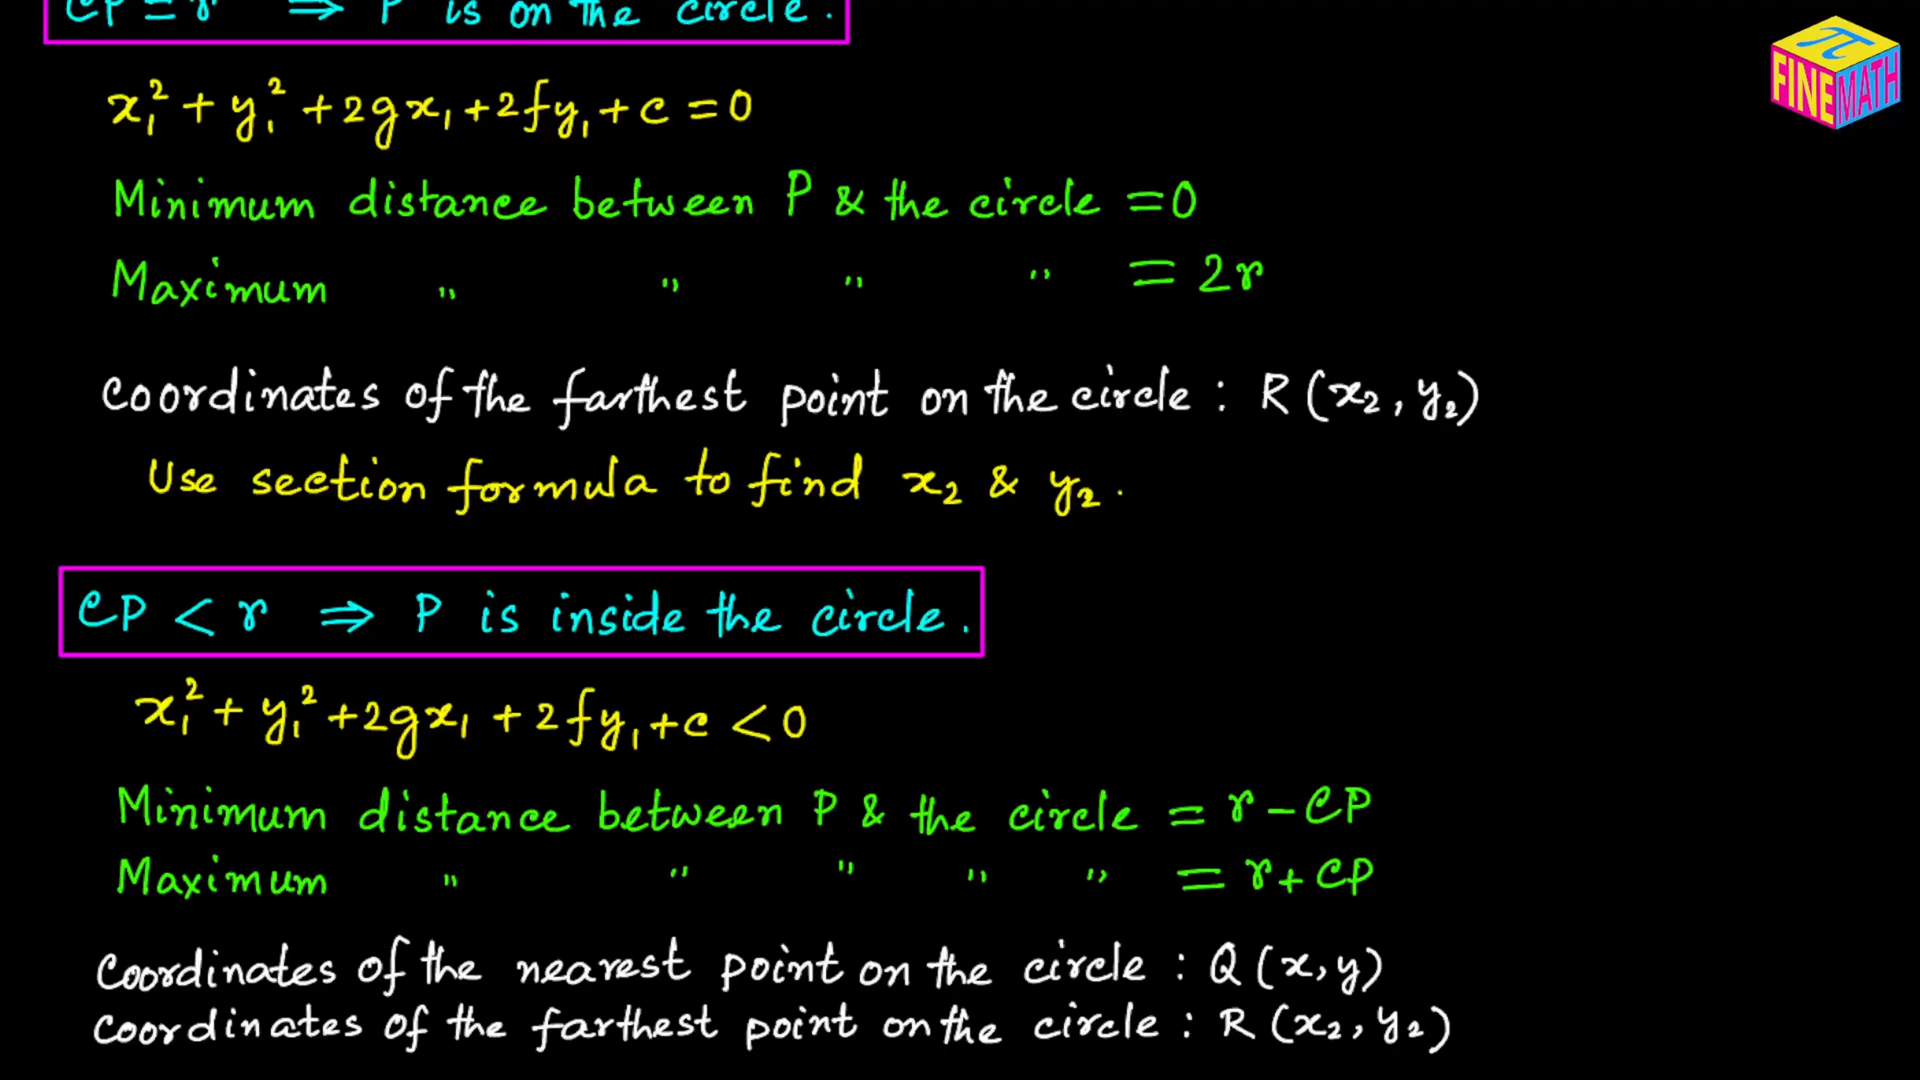 CP = r ⇒ P is on the circle.
π
FINE MATH
x₁² + y₁² + 2gx₁ + 2fy₁ + c = 0
Minimum distance between P & the circle = 0
Maximum " " " " = 2r
Coordinates of the farthest point on the circle : R (x₂, y₂)
Use section formula to find x₂ & y₂.
CP < r ⇒ P is inside the circle.
x₁² + y₁² + 2gx₁ + 2fy₁ + c < 0
Minimum distance between P & the circle = r - CP
Maximum " " " " " = r + CP
Coordinates of the nearest point on the circle : Q (x, y)
Coordinates of the farthest point on the circle : R (x₂, y₂)